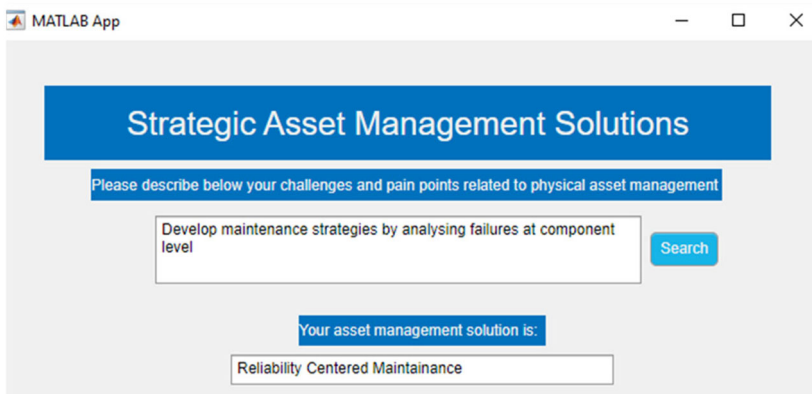 MATLAB App
Strategic Asset Management Solutions
Please describe below your challenges and pain points related to physical asset management
Develop maintenance strategies by analysing failures at component
level
Search
Your asset management solution is:
Reliability Centered Maintainance